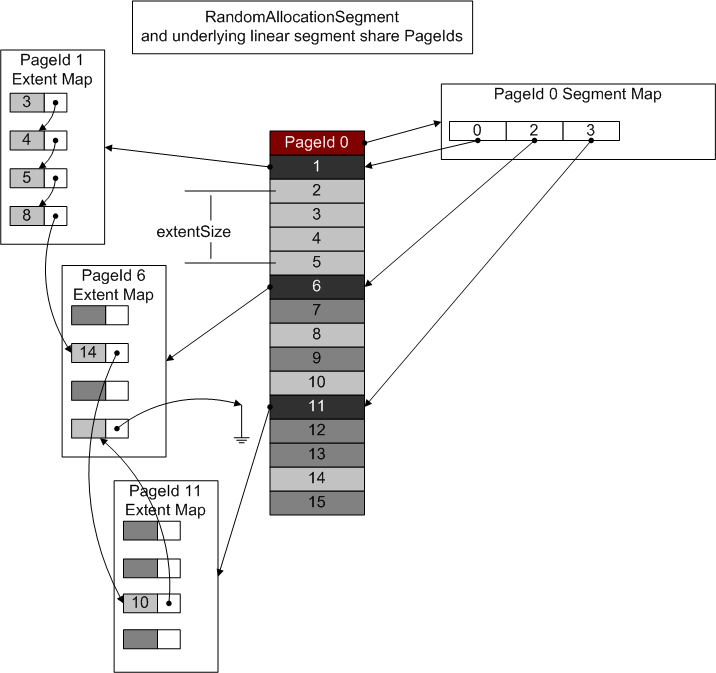 RandomAllocationSegment
and underlying linear segment share PageIds
PageId 1
Extent Map
3
4
5
8
PageId 0 Segment Map
0 2 3
PageId 0
1
2
3
4
5
6
7
8
9
10
11
12
13
14
15
extentSize
PageId 6
Extent Map
14
PageId 11
Extent Map
10